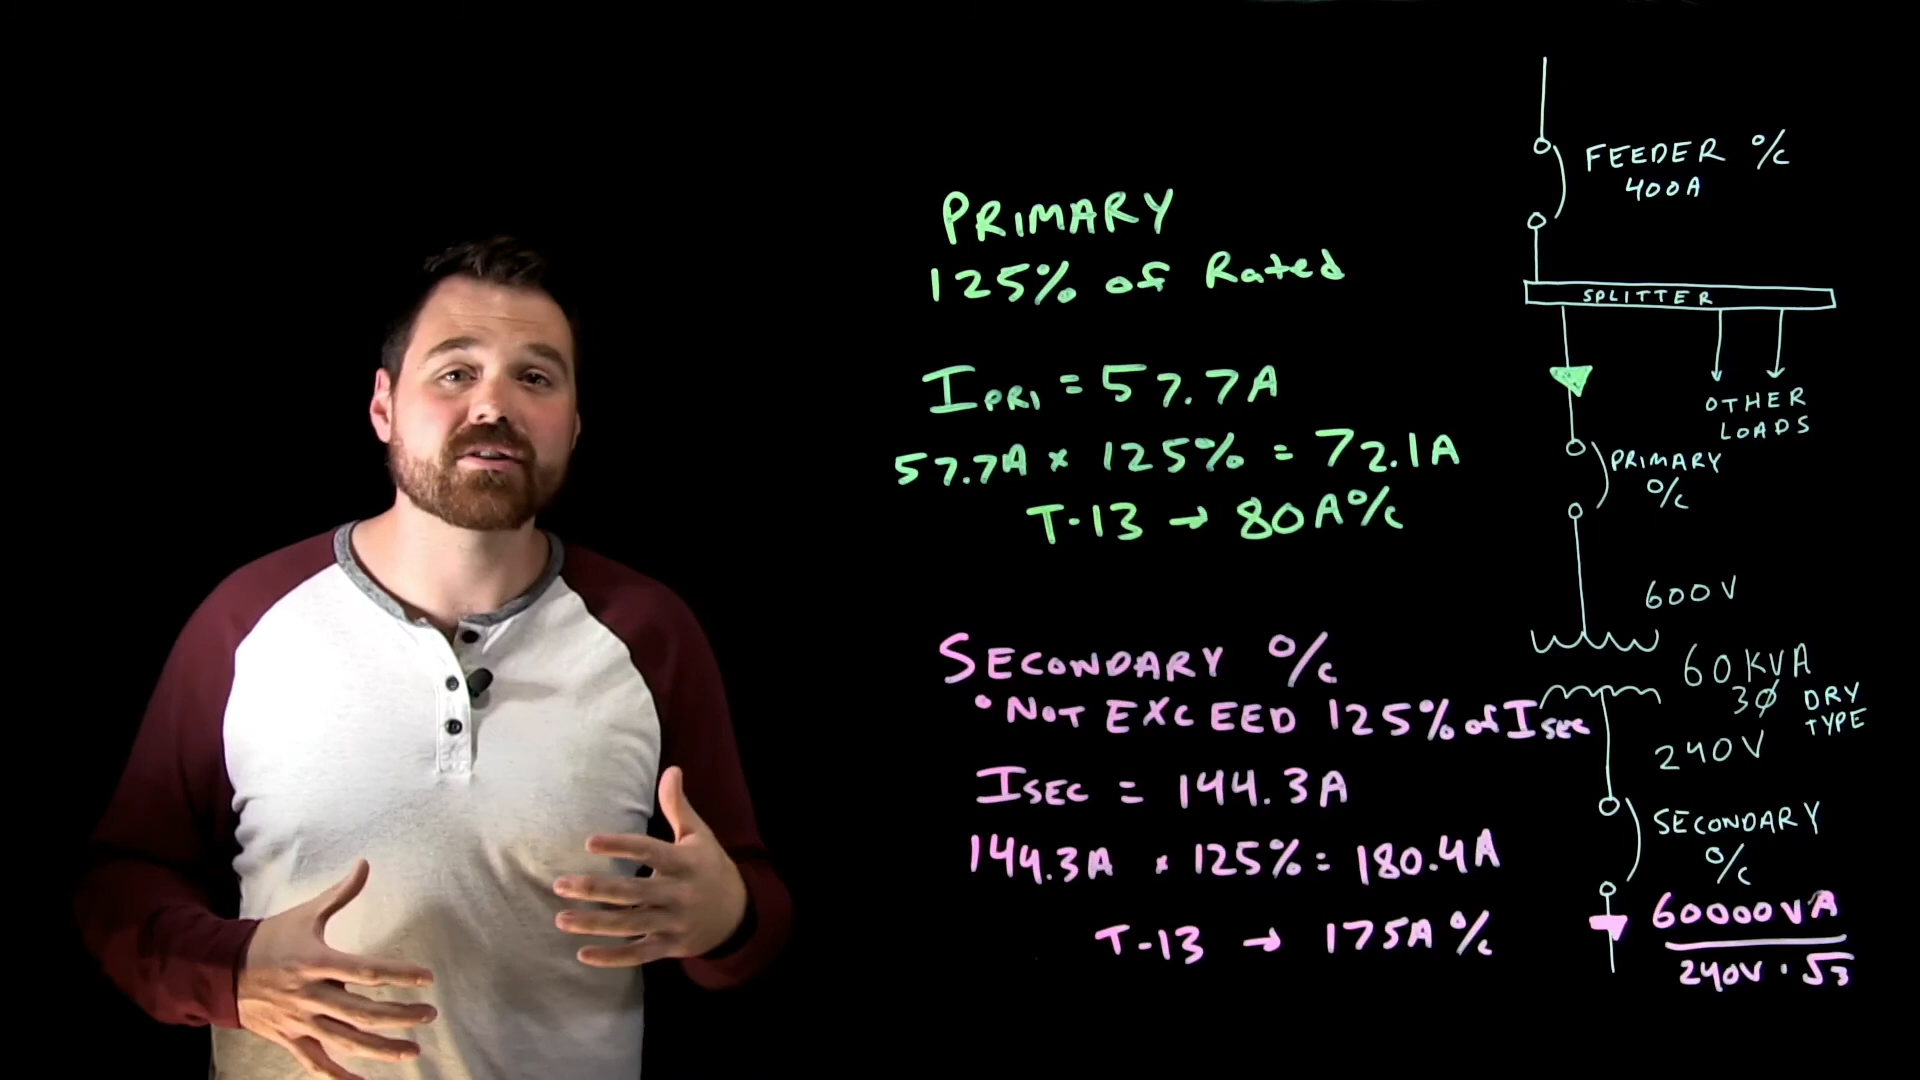 PRIMARY
125% of Rated
IPRI = 57.7A
57.7A × 125% = 72.1A
T-13 → 80A O/C
SECONDARY O/C
• NOT EXCEED 125% of Isec
ISEC = 144.3A
144.3A × 125% = 180.4A
T-13 → 175A O/C
FEEDER O/C
400A
SPLITTER
OTHER
LOADS
PRIMARY
O/C
600V
60KVA
3Ø DRY
TYPE
240V
SECONDARY
O/C
60000VA
240V · √3